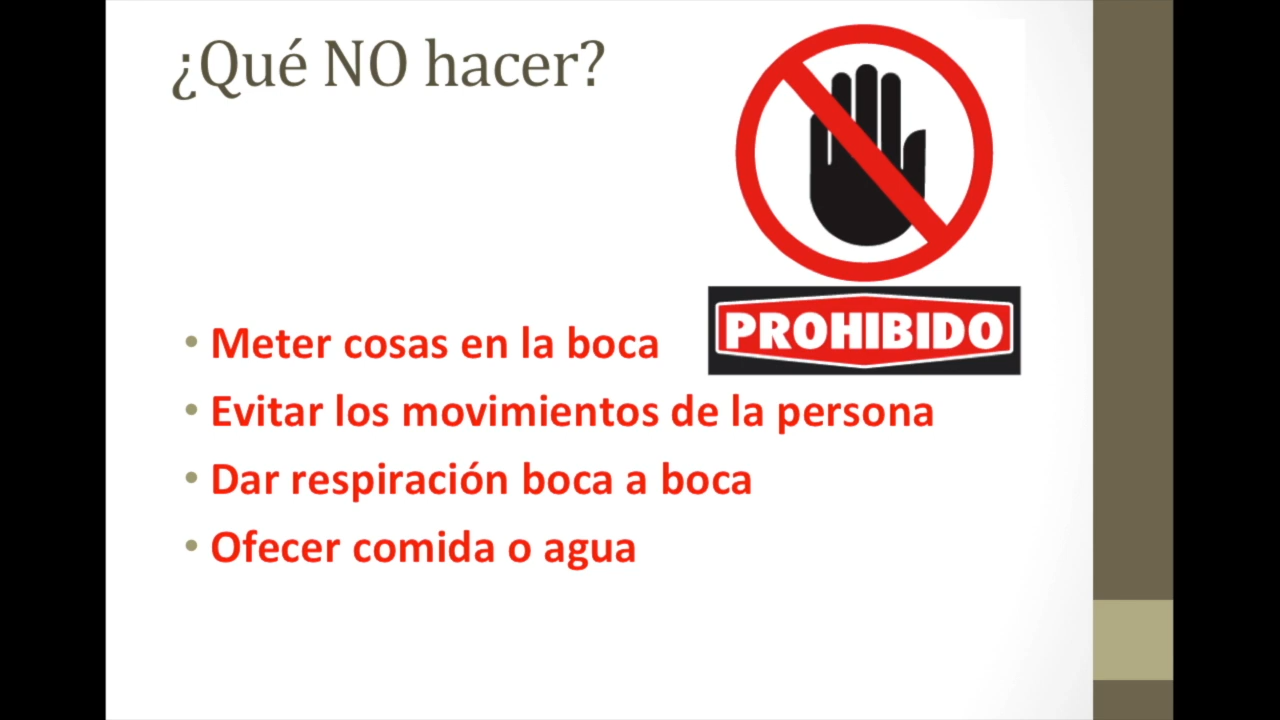 ¿Qué NO hacer?
PROHIBIDO
• Meter cosas en la boca
• Evitar los movimientos de la persona
• Dar respiración boca a boca
• Ofecer comida o agua